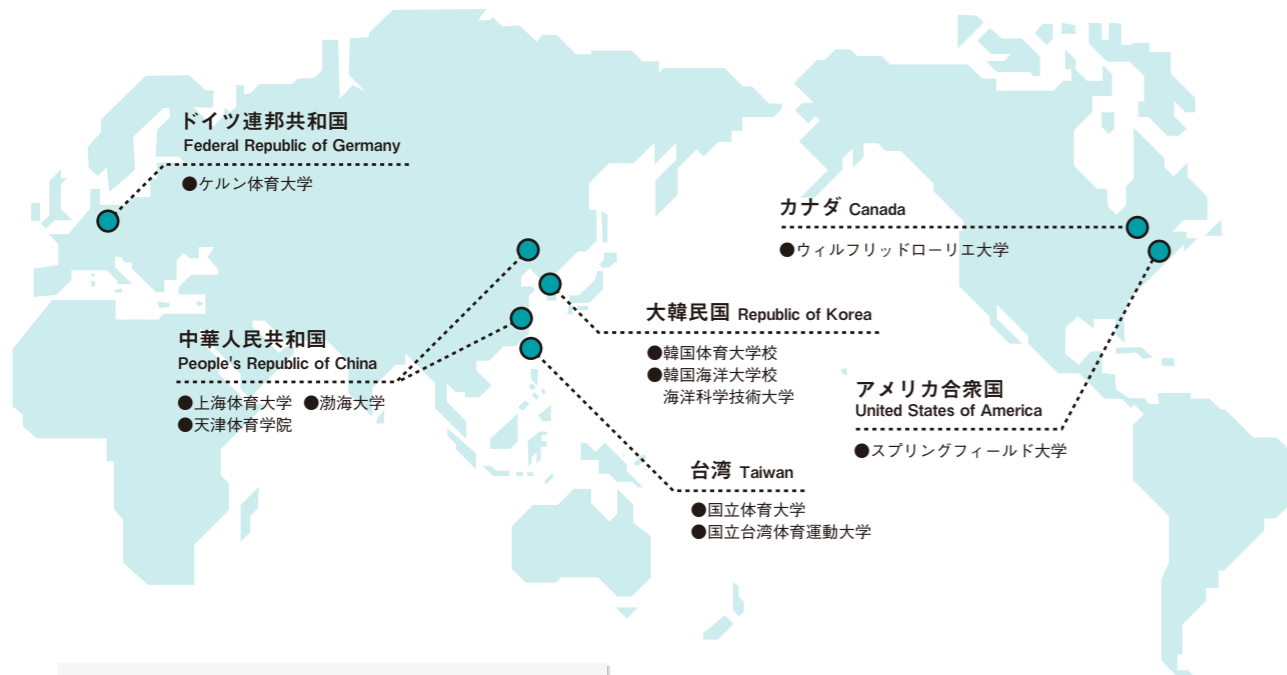 ドイツ連邦共和国
Federal Republic of Germany
●ケルン体育大学
カナダ Canada
●ウィルフリッドローリエ大学
中華人民共和国
People's Republic of China
●上海体育大学 ●渤海大学
●天津体育学院
大韓民国 Republic of Korea
●韓国体育大学校
●韓国海洋大学校
海洋科学技術大学
アメリカ合衆国
United States of America
●スプリングフィールド大学
台湾 Taiwan
●国立体育大学
●国立台湾体育運動大学